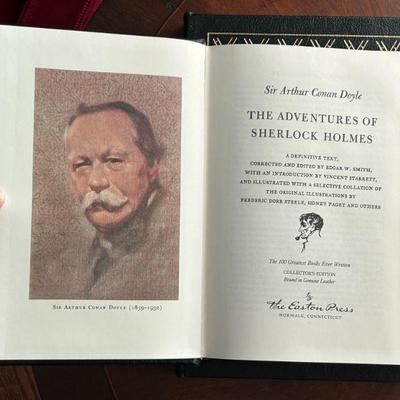 SIR ARTHUR CONAN DOYLE (1859-1930)
Sir Arthur Conan Doyle
THE ADVENTURES OF
SHERLOCK HOLMES
A DEFINITIVE TEXT,
CORRECTED AND EDITED BY EDGAR W. SMITH,
WITH AN INTRODUCTION BY VINCENT STARRETT,
AND ILLUSTRATED WITH A SELECTIVE COLLATION OF
THE ORIGINAL ILLUSTRATIONS BY
FREDERIC DORR STEELE, SIDNEY PAGET AND OTHERS
The 100 Greatest Books Ever Written
COLLECTOR'S EDITION
Bound in Genuine Leather
The Easton Press
NORWALK, CONNECTICUT